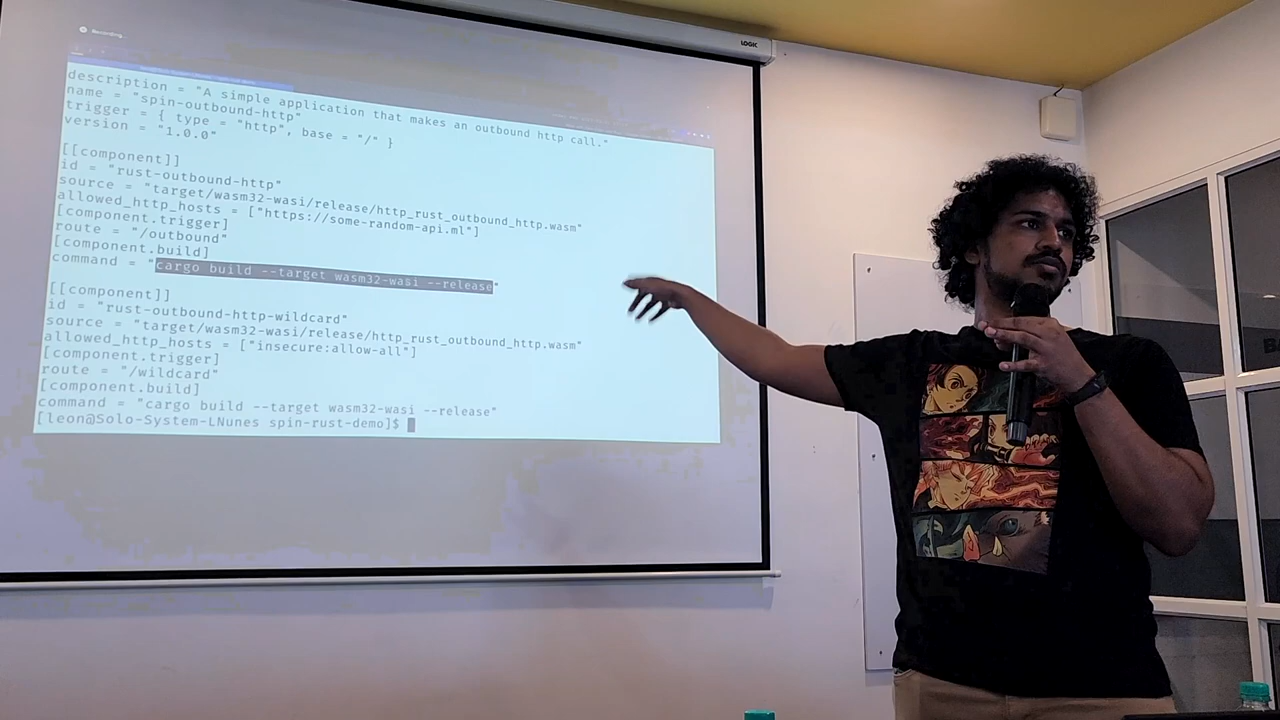 Recording...
LOGIC
description = "A simple application that makes an outbound http call."
name = "spin-outbound-http"
trigger = { type = "http", base = "/" }
version = "1.0.0"
[[component]]
id = "rust-outbound-http"
source = "target/wasm32-wasi/release/http_rust_outbound_http.wasm"
allowed_http_hosts = ["https://some-random-api.ml"]
[component.trigger]
route = "/outbound"
[component.build]
command = "cargo build --target wasm32-wasi --release"
[[component]]
id = "rust-outbound-http-wildcard"
source = "target/wasm32-wasi/release/http_rust_outbound_http.wasm"
allowed_http_hosts = ["insecure:allow-all"]
[component.trigger]
route = "/wildcard"
[component.build]
command = "cargo build --target wasm32-wasi --release"
[leon@Solo-System-LNunes spin-rust-demo]$